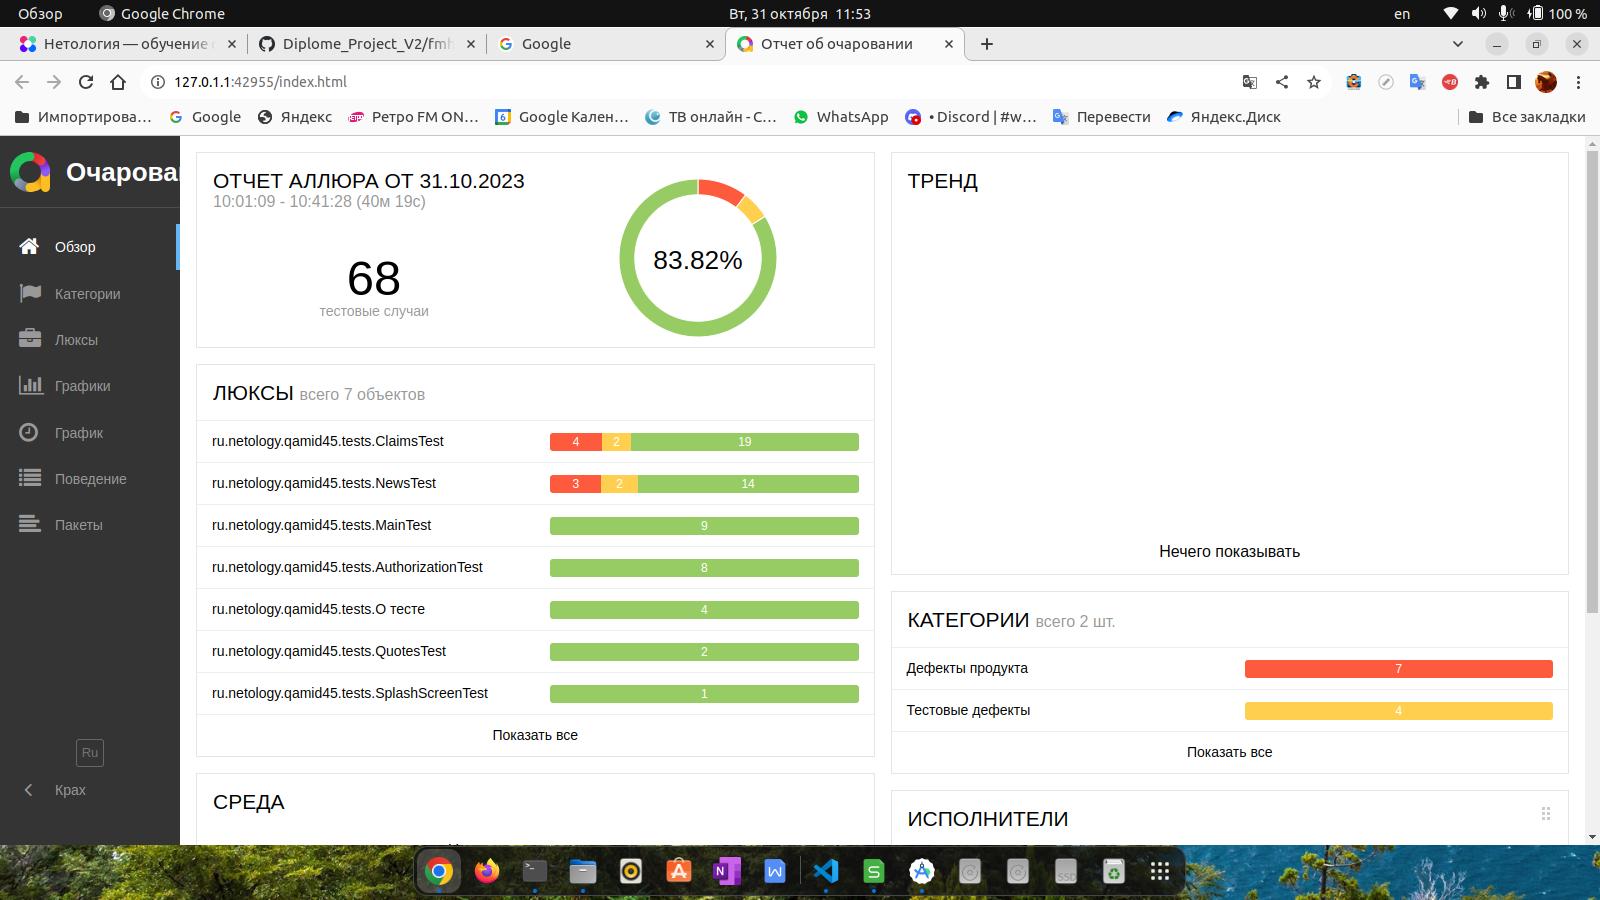 Обзор
Google Chrome
Вт, 31 октября 11:53
en
100 %
Нетология — обучение
Diplome_Project_V2/fmh
Google
Отчет об очаровании
127.0.1.1:42955/index.html
Импортирова…
Google
Яндекс
Ретро FM ON…
Google Кален…
ТВ онлайн - С…
WhatsApp
• Discord | #w…
Перевести
Яндекс.Диск
Все закладки
Очарован
Обзор
Категории
Люксы
Графики
График
Поведение
Пакеты
Ru
Крах
ОТЧЕТ АЛЛЮРА ОТ 31.10.2023
10:01:09 - 10:41:28 (40м 19с)
68
тестовые случаи
83.82%
ЛЮКСЫ всего 7 объектов
ru.netology.qamid45.tests.ClaimsTest 4 2 19
ru.netology.qamid45.tests.NewsTest 3 2 14
ru.netology.qamid45.tests.MainTest 9
ru.netology.qamid45.tests.AuthorizationTest 8
ru.netology.qamid45.tests.О тесте 4
ru.netology.qamid45.tests.QuotesTest 2
ru.netology.qamid45.tests.SplashScreenTest 1
Показать все
СРЕДА
ТРЕНД
Нечего показывать
КАТЕГОРИИ всего 2 шт.
Дефекты продукта 7
Тестовые дефекты 4
Показать все
ИСПОЛНИТЕЛИ